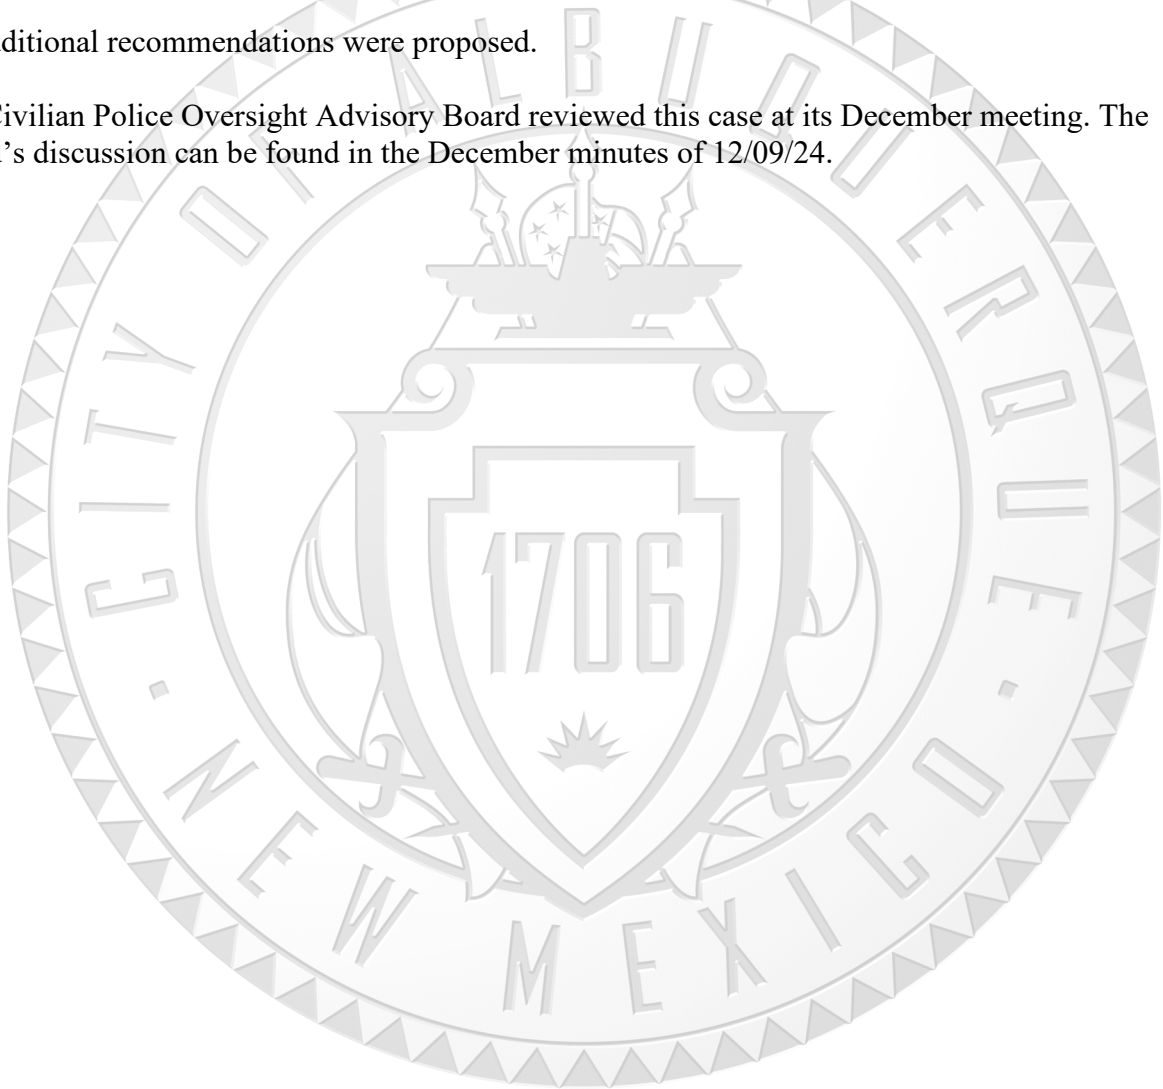 ditional recommendations were proposed.
Civilian Police Oversight Advisory Board reviewed this case at its December meeting. The
's discussion can be found in the December minutes of 12/09/24.
CITY OF ALBUQUERQUE
1706
· NEW MEXICO ·